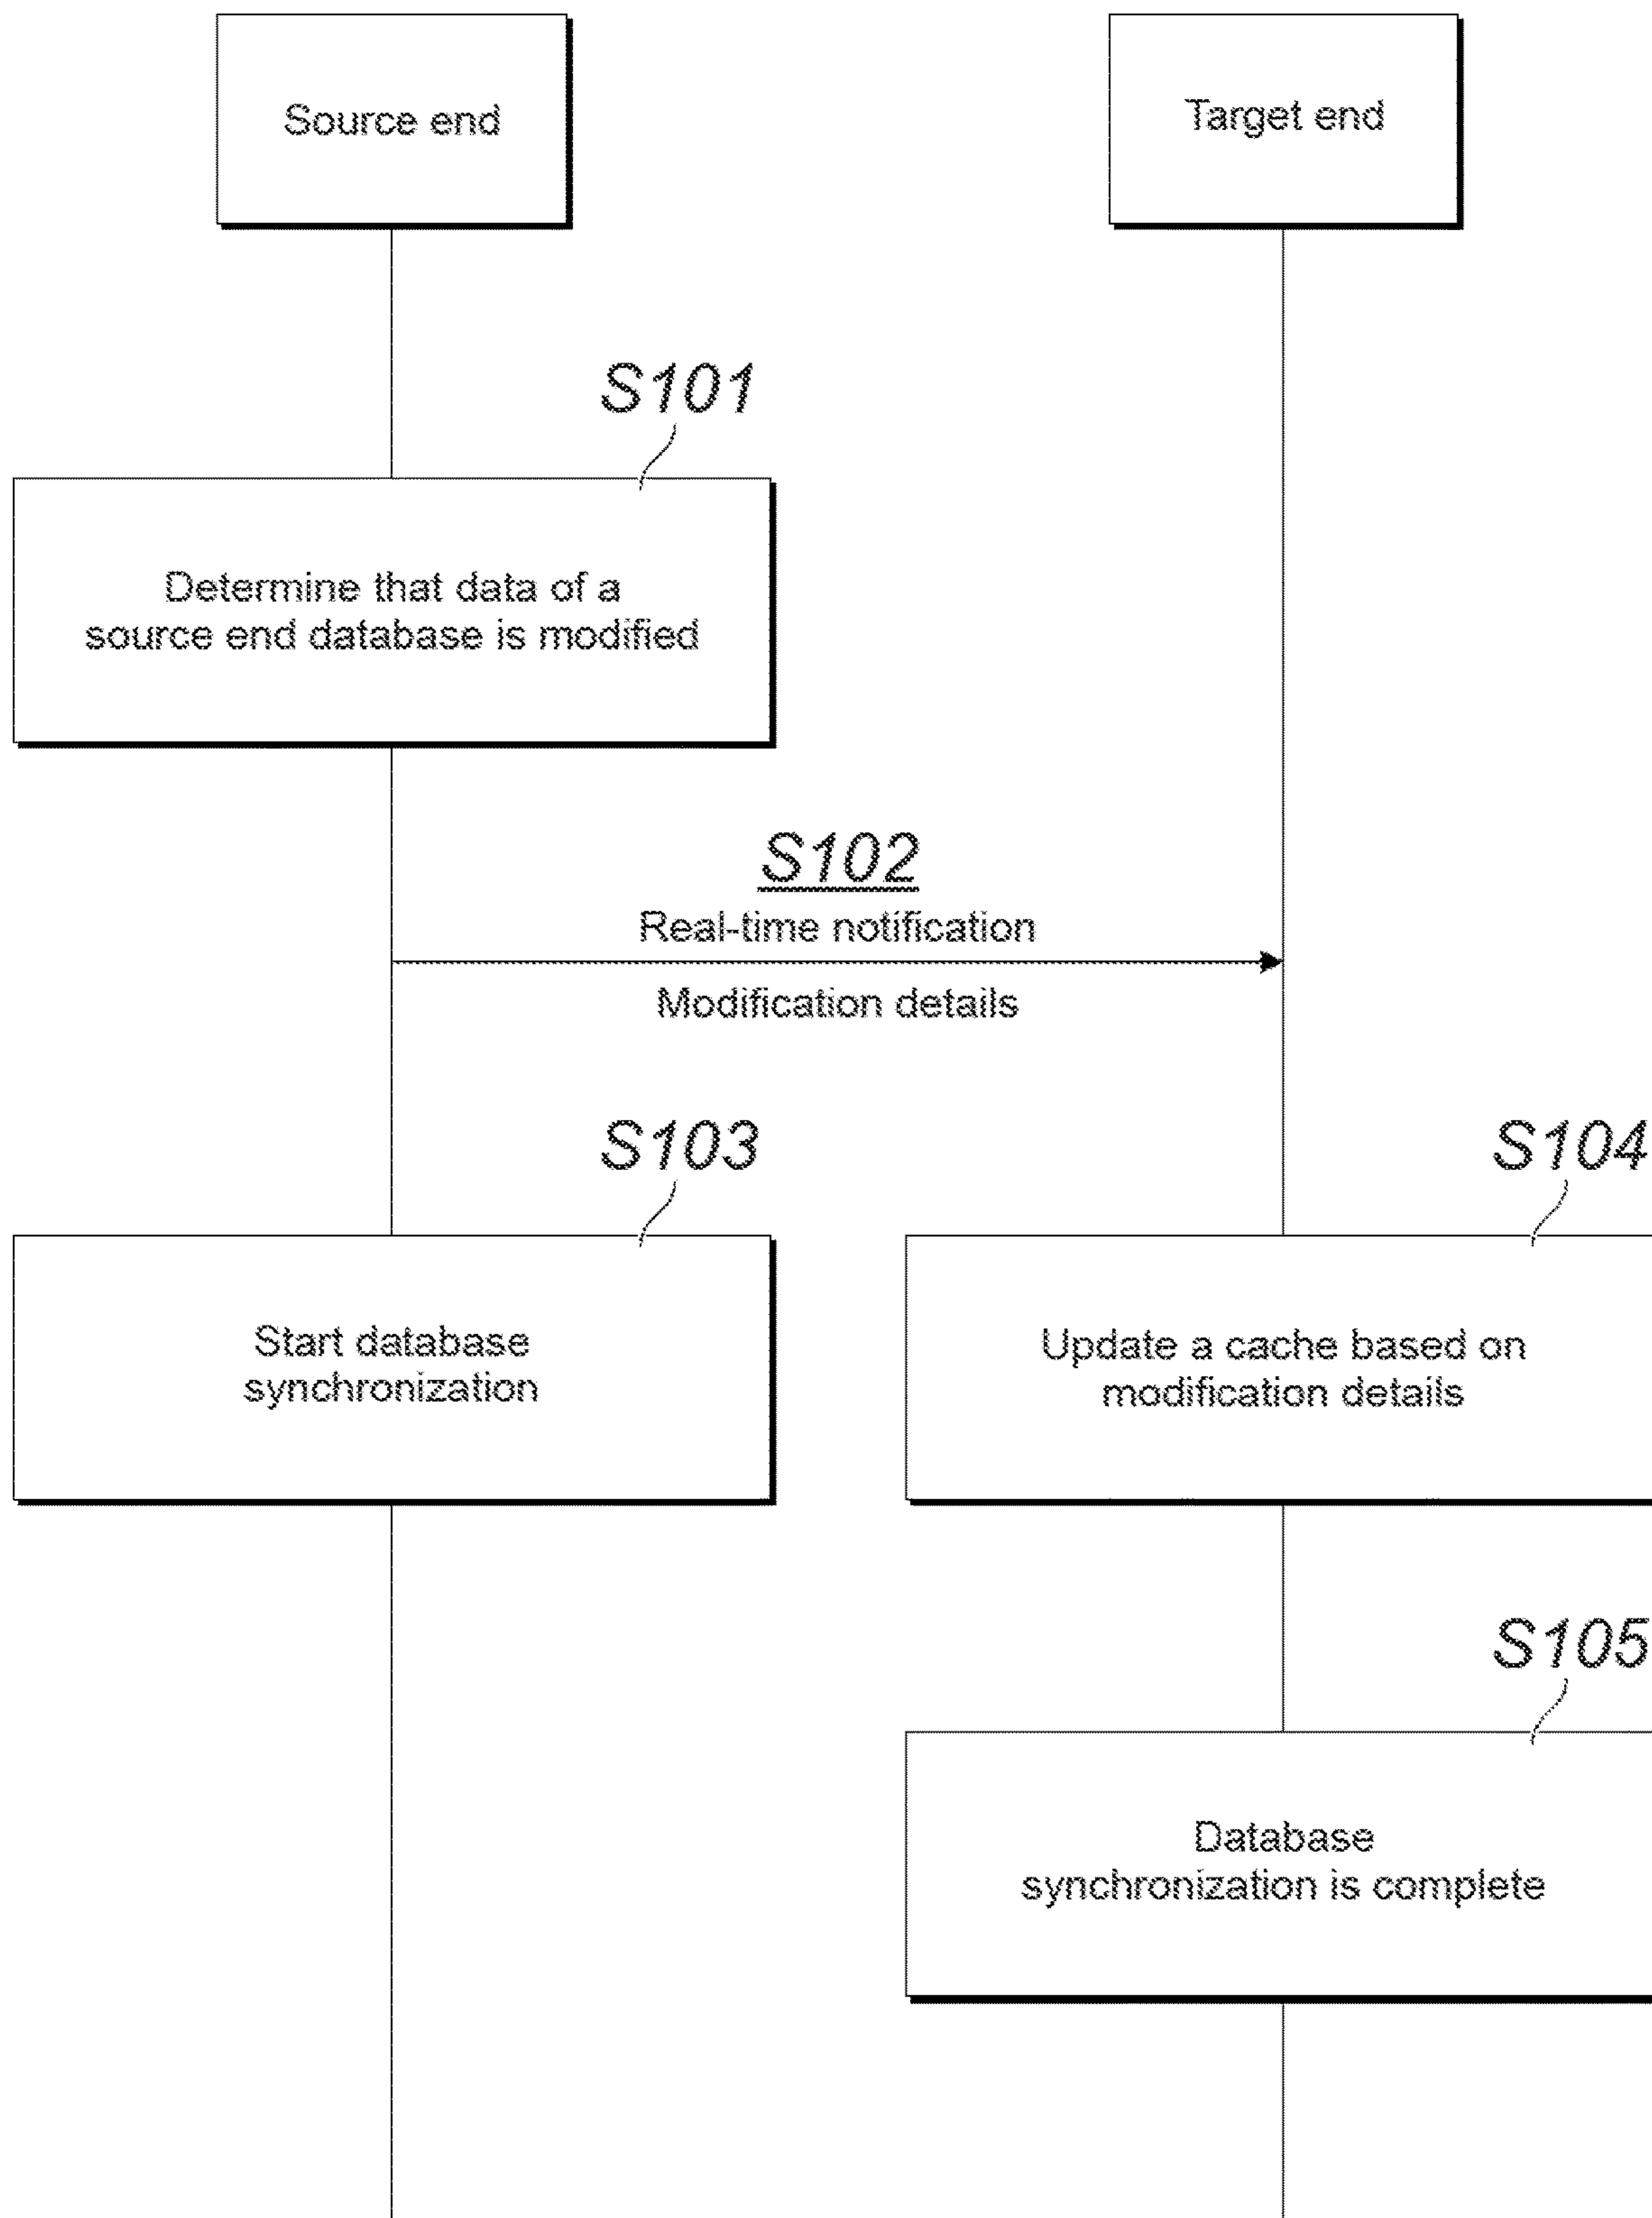 Source end
Target end
S101
Determine that data of a
source end database is modified
S102
Real-time notification
Modification details
S103
Start database
synchronization
S104
Update a cache based on
modification details
S105
Database
synchronization is complete